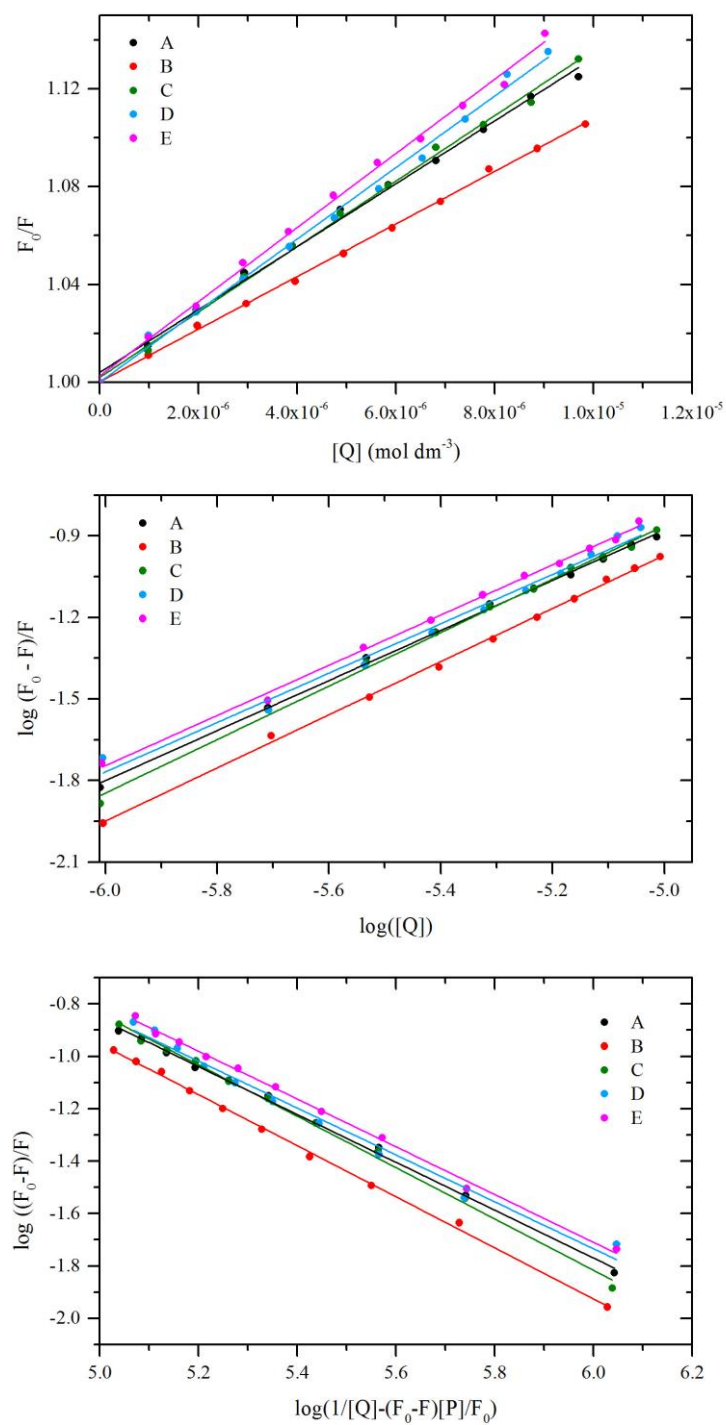 A
B
C
D
E
1.12
1.08
1.04
1.00
F₀/F
0.0 2.0x10⁻⁶ 4.0x10⁻⁶ 6.0x10⁻⁶ 8.0x10⁻⁶ 1.0x10⁻⁵ 1.2x10⁻⁵
[Q] (mol dm⁻³)
A
B
C
D
E
-0.9
-1.2
-1.5
-1.8
-2.1
log (F₀ - F)/F
-6.0 -5.8 -5.6 -5.4 -5.2 -5.0
log([Q])
A
B
C
D
E
-0.8
-1.0
-1.2
-1.4
-1.6
-1.8
-2.0
log ((F₀-F)/F)
5.0 5.2 5.4 5.6 5.8 6.0 6.2
log(1/[Q]-(F₀-F)[P]/F₀)